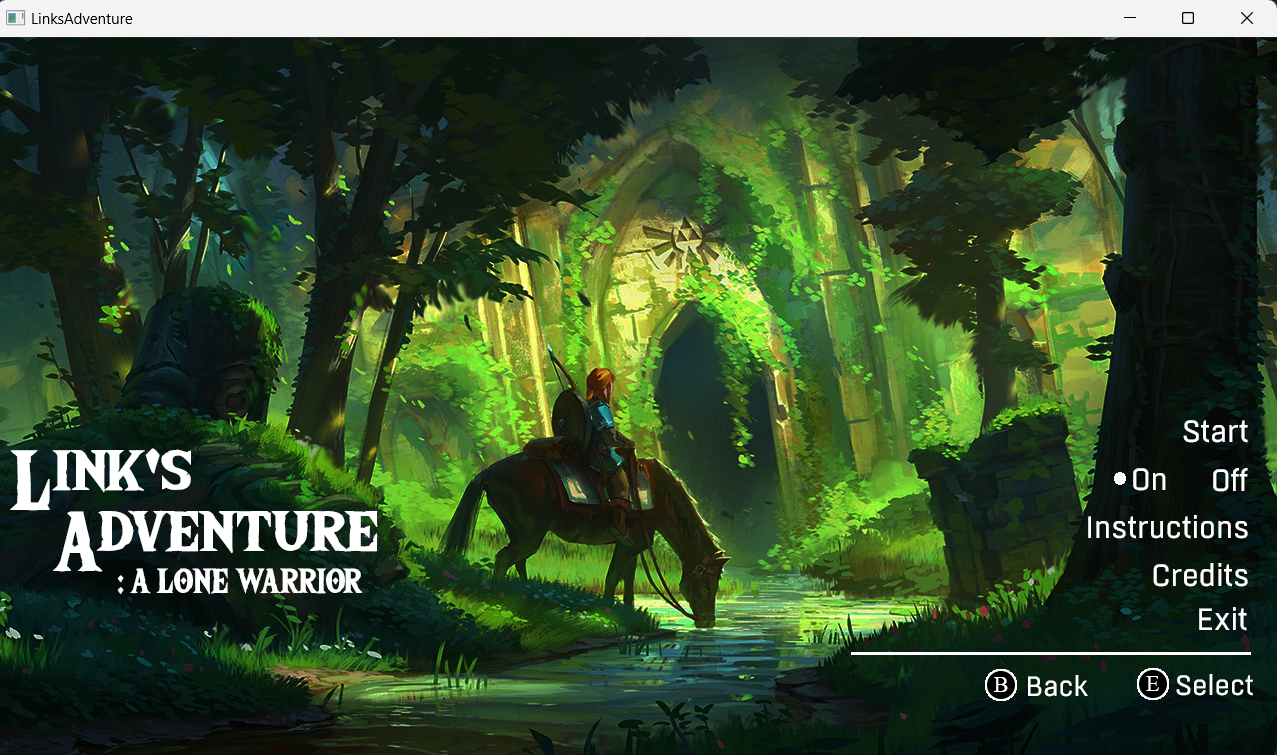 LinksAdventure
LINK'S
ADVENTURE
: A LONE WARRIOR
Start
On Off
Instructions
Credits
Exit
B Back E Select